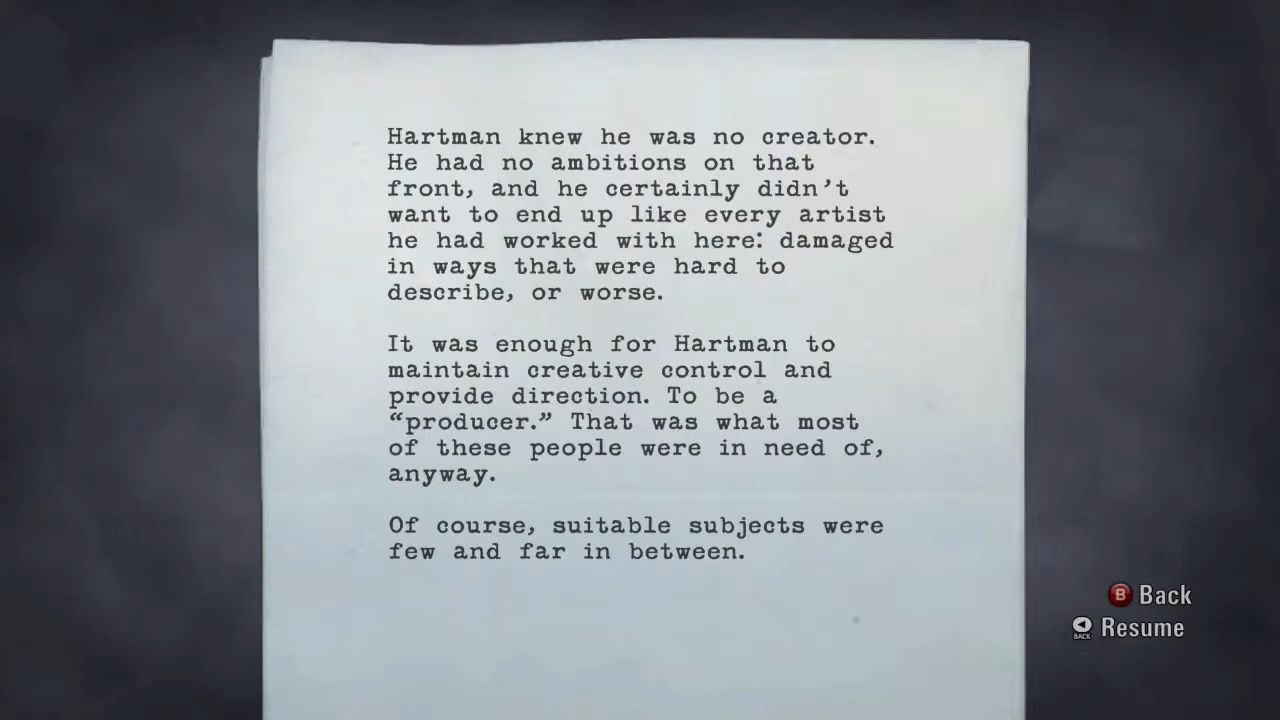 Hartman knew he was no creator.
He had no ambitions on that
front, and he certainly didn’t
want to end up like every artist
he had worked with here: damaged
in ways that were hard to
describe, or worse.
It was enough for Hartman to
maintain creative control and
provide direction. To be a
“producer.” That was what most
of these people were in need of,
anyway.
Of course, suitable subjects were
few and far in between.
B Back
BACK Resume